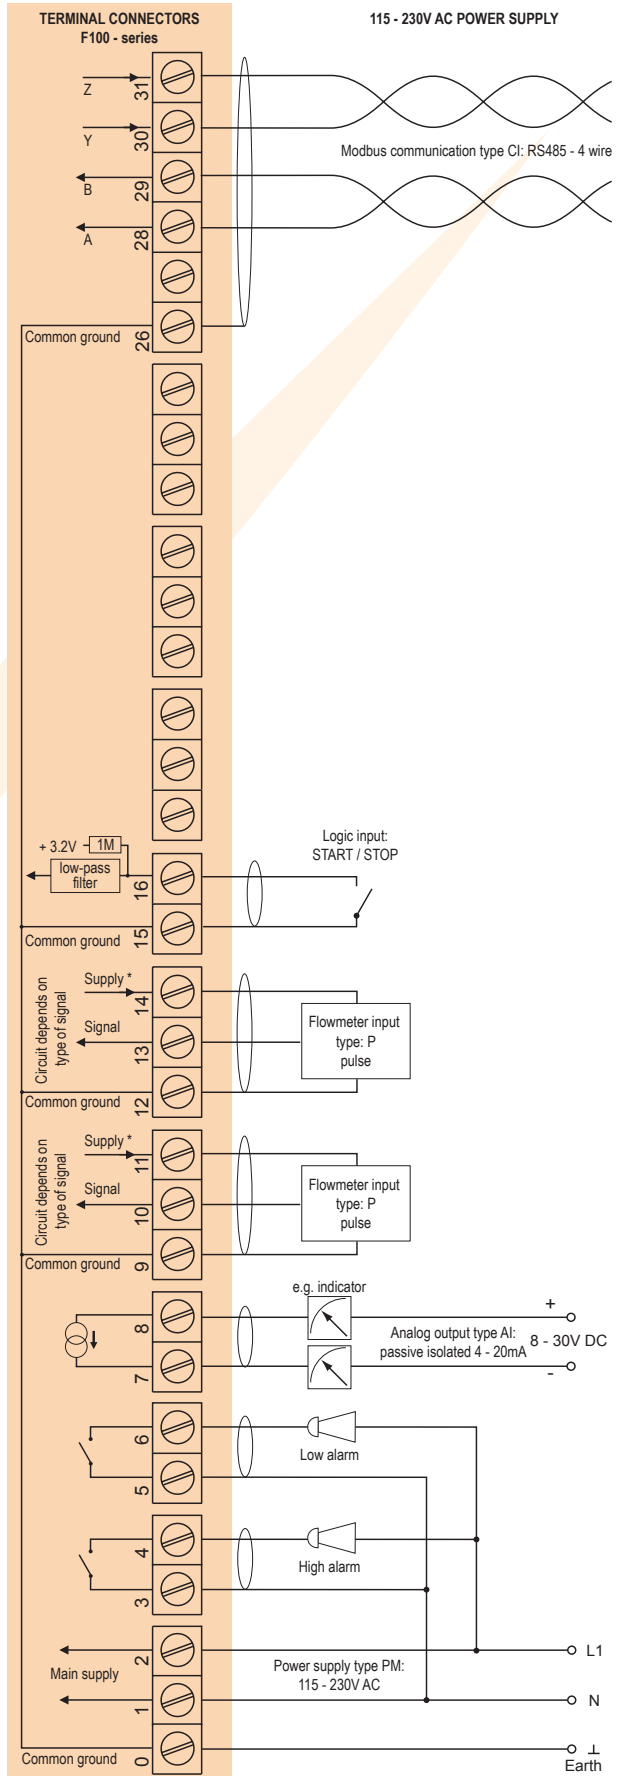 TERMINAL CONNECTORS
F100 - series
115 - 230V AC POWER SUPPLY
Z
31
Y
30
Modbus communication type CI: RS485 - 4 wire
B
29
A
28
Common ground
26
Logic input:
START / STOP
+ 3.2V
1M
low-pass
filter
16
Common ground
15
Circuit depends on
type of signal
Supply *
14
Signal
13
Flowmeter input
type: P
pulse
Common ground
12
Circuit depends on
type of signal
Supply *
11
Signal
10
Flowmeter input
type: P
pulse
Common ground
9
e.g. indicator
8
+
Analog output type AI:
passive isolated 4 - 20mA
8 - 30V DC
7
-
6
Low alarm
5
4
High alarm
3
2
L1
Main supply
Power supply type PM:
115 - 230V AC
1
N
Common ground
0
Earth